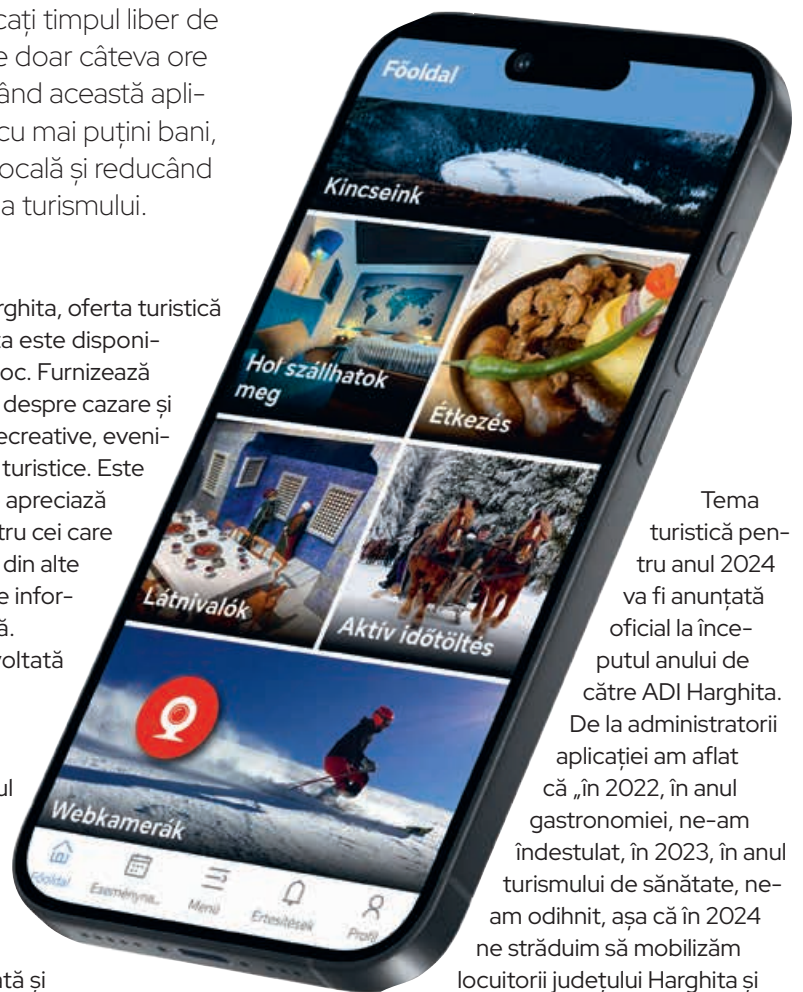 cați timpul liber de
e doar câteva ore
ând această apli-
cu mai puțini bani,
ocală și reducând
a turismului.
rghita, oferta turistică
ta este disponi-
oc. Furnizează
despre cazare și
ecreative, eveni-
turistice. Este
apreciază
tru cei care
din alte
e infor-
ă.
voltată
ul
ată și
Főoldal
Kincseink
Hol szállhatok
meg
Étkezés
Látnivalók
Aktív időtöltés
Webkamerák
Főoldal
Eseményna...
Menü
Értesítések
Profil
Tema
turistică pen-
tru anul 2024
va fi anunțată
oficial la înce-
putul anului de
către ADI Harghita.
De la administratorii
aplicației am aflat
că „în 2022, în anul
gastronomiei, ne-am
îndestulat, în 2023, în anul
turismului de sănătate, ne-
am odihnit, așa că în 2024
ne străduim să mobilizăm
locuitorii județului Harghita și